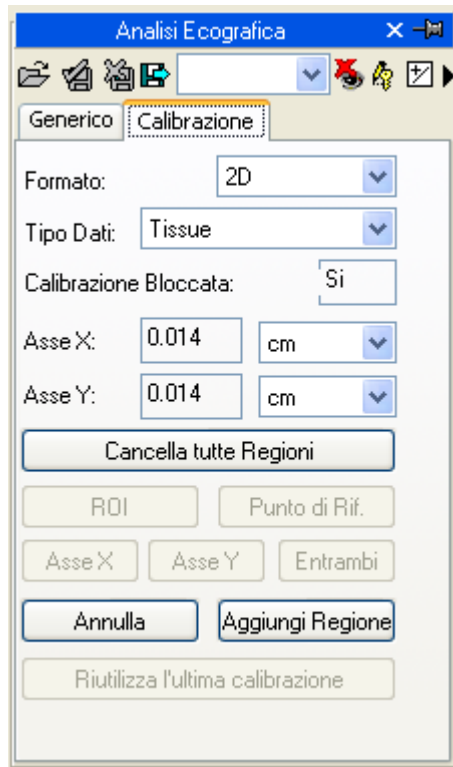 Analisi Ecografica
Generico Calibrazione
Formato: 2D
Tipo Dati: Tissue
Calibrazione Bloccata: Si
Asse X: 0.014 cm
Asse Y: 0.014 cm
Cancella tutte Regioni
ROI Punto di Rif.
Asse X Asse Y Entrambi
Annulla Aggiungi Regione
Riutilizza l'ultima calibrazione